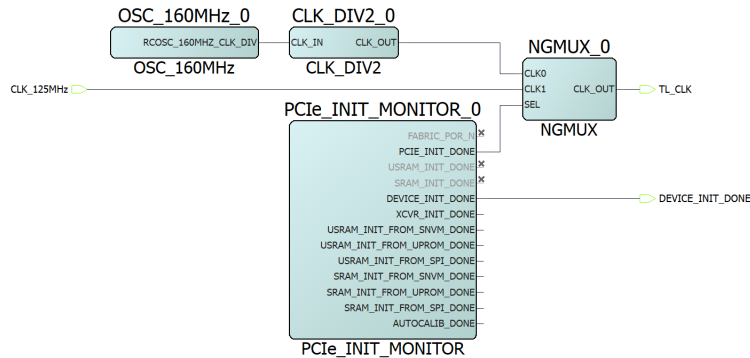 OSC_160MHz_0
RCOSC_160MHZ_CLK_DIV
OSC_160MHz
CLK_DIV2_0
CLK_IN CLK_OUT
CLK_DIV2
NGMUX_0
CLK0
CLK1 CLK_OUT
SEL
NGMUX
CLK_125MHz
TL_CLK
PCIe_INIT_MONITOR_0
FABRIC_POR_N
PCIE_INIT_DONE
USRAM_INIT_DONE
SRAM_INIT_DONE
DEVICE_INIT_DONE
XCVR_INIT_DONE
USRAM_INIT_FROM_SNVM_DONE
USRAM_INIT_FROM_UPROM_DONE
USRAM_INIT_FROM_SPI_DONE
SRAM_INIT_FROM_SNVM_DONE
SRAM_INIT_FROM_UPROM_DONE
SRAM_INIT_FROM_SPI_DONE
AUTOCALIB_DONE
PCIe_INIT_MONITOR
DEVICE_INIT_DONE